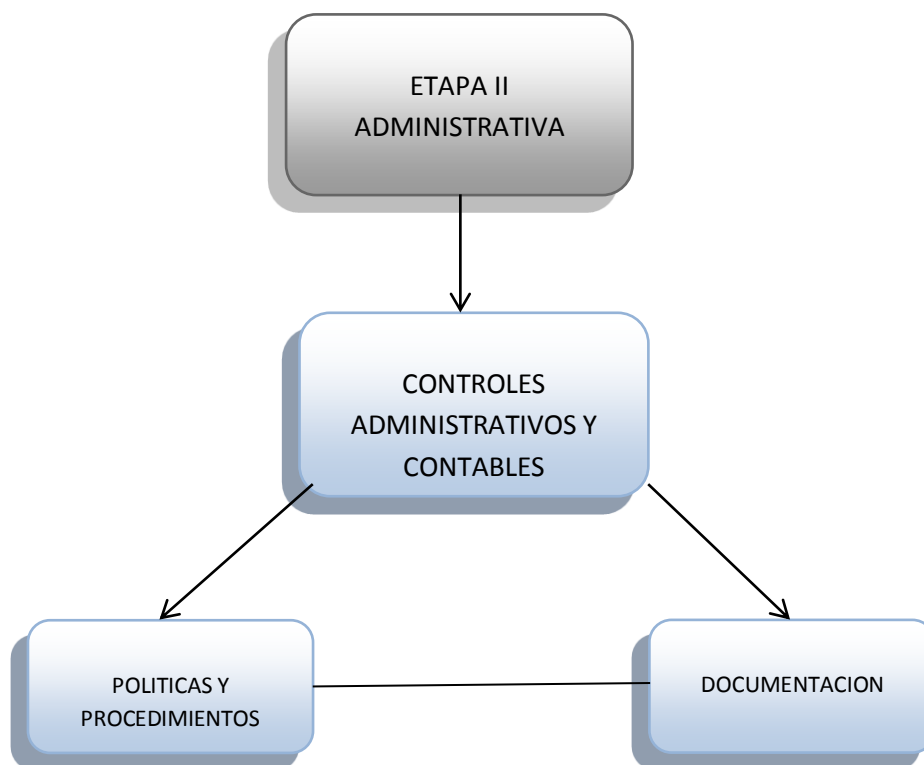 ETAPA II
ADMINISTRATIVA
CONTROLES
ADMINISTRATIVOS Y
CONTABLES
POLITICAS Y
PROCEDIMIENTOS
DOCUMENTACION